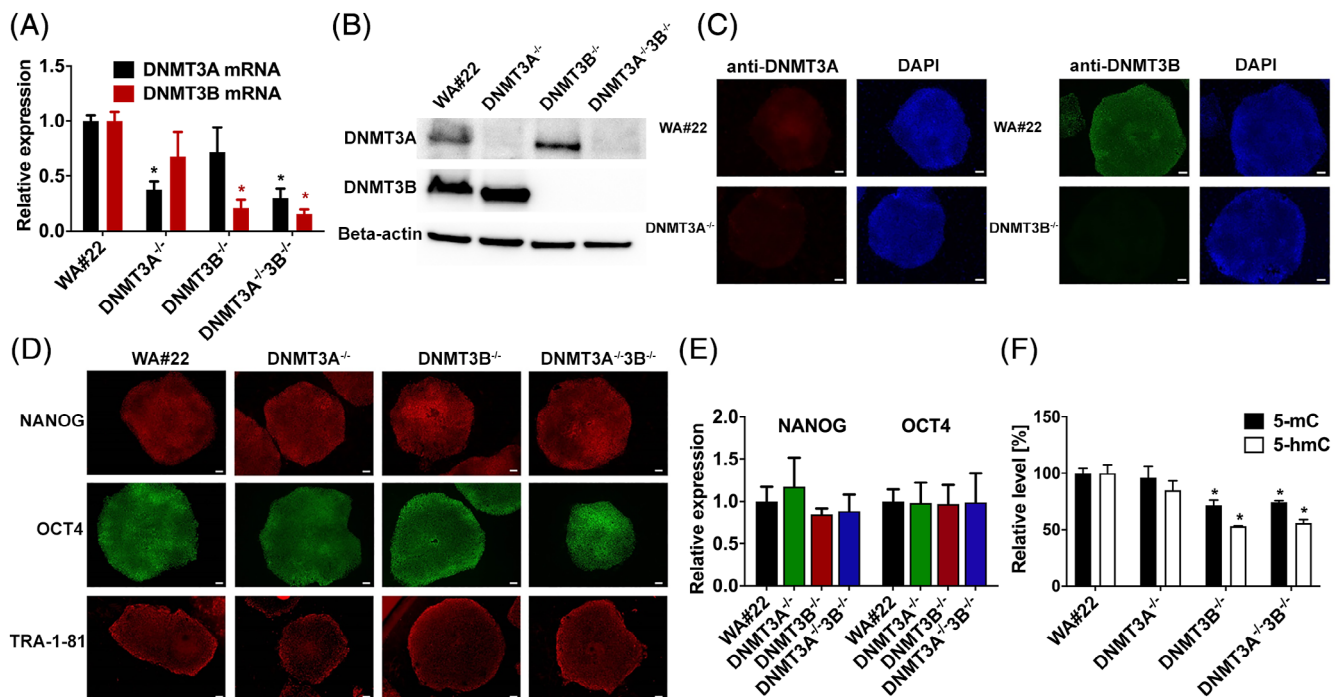 (A)
Relative expression
1.5
1.0
0.5
0.0
DNMT3A mRNA
DNMT3B mRNA
*
*
*
*
WA#22
DNMT3A-/-
DNMT3B-/-
DNMT3A-/-3B-/-
(B)
WA#22
DNMT3A-/-
DNMT3B-/-
DNMT3A-/-3B-/-
DNMT3A
DNMT3B
Beta-actin
(C)
anti-DNMT3A DAPI anti-DNMT3B DAPI
WA#22 WA#22
DNMT3A-/- DNMT3B-/-
(D)
WA#22 DNMT3A-/- DNMT3B-/- DNMT3A-/-3B-/-
NANOG
OCT4
TRA-1-81
(E)
Relative expression
2.0
1.5
1.0
0.5
0.0
NANOG OCT4
WA#22
DNMT3A-/-
DNMT3B-/-
DNMT3A-/-3B-/-
WA#22
DNMT3A-/-
DNMT3B-/-
DNMT3A-/-3B-/-
(F)
Relative level [%]
150
100
50
0
5-mC
5-hmC
*
*
*
*
WA#22
DNMT3A-/-
DNMT3B-/-
DNMT3A-/-3B-/-